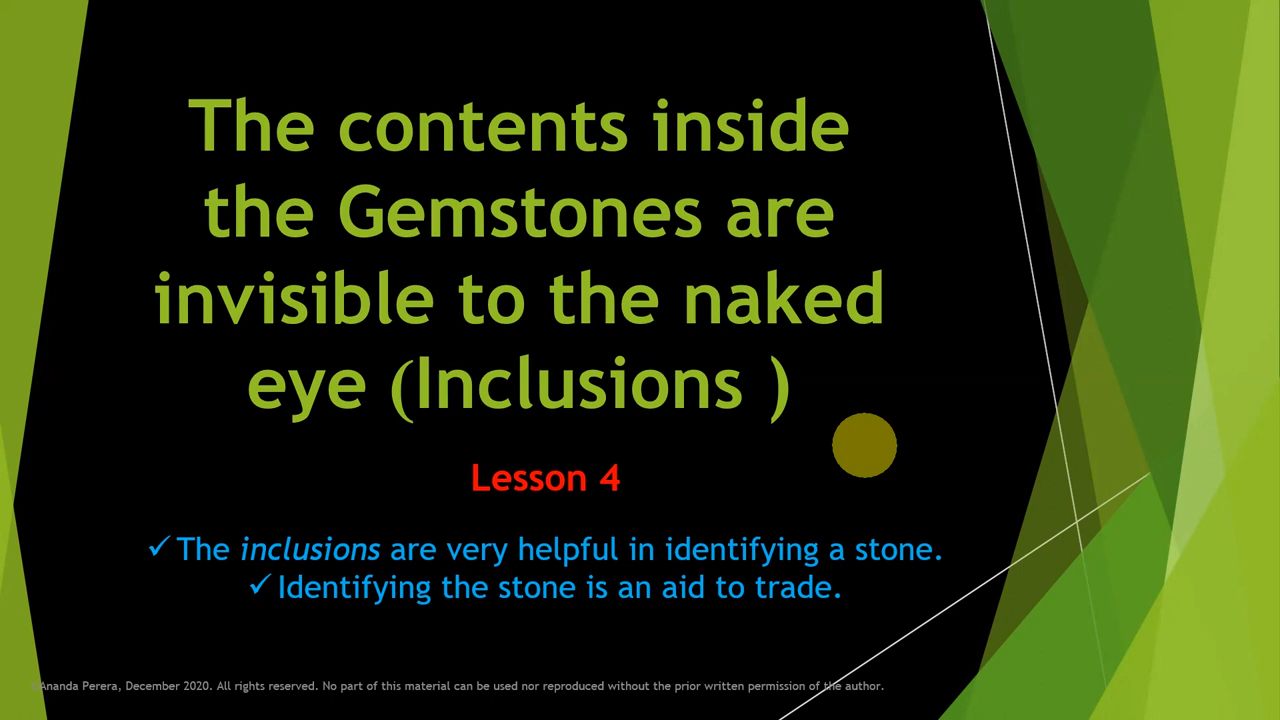 The contents inside
the Gemstones are
invisible to the naked
eye (Inclusions )
Lesson 4
✓ The inclusions are very helpful in identifying a stone.
✓ Identifying the stone is an aid to trade.
©Ananda Perera, December 2020. All rights reserved. No part of this material can be used nor reproduced without the prior written permission of the author.